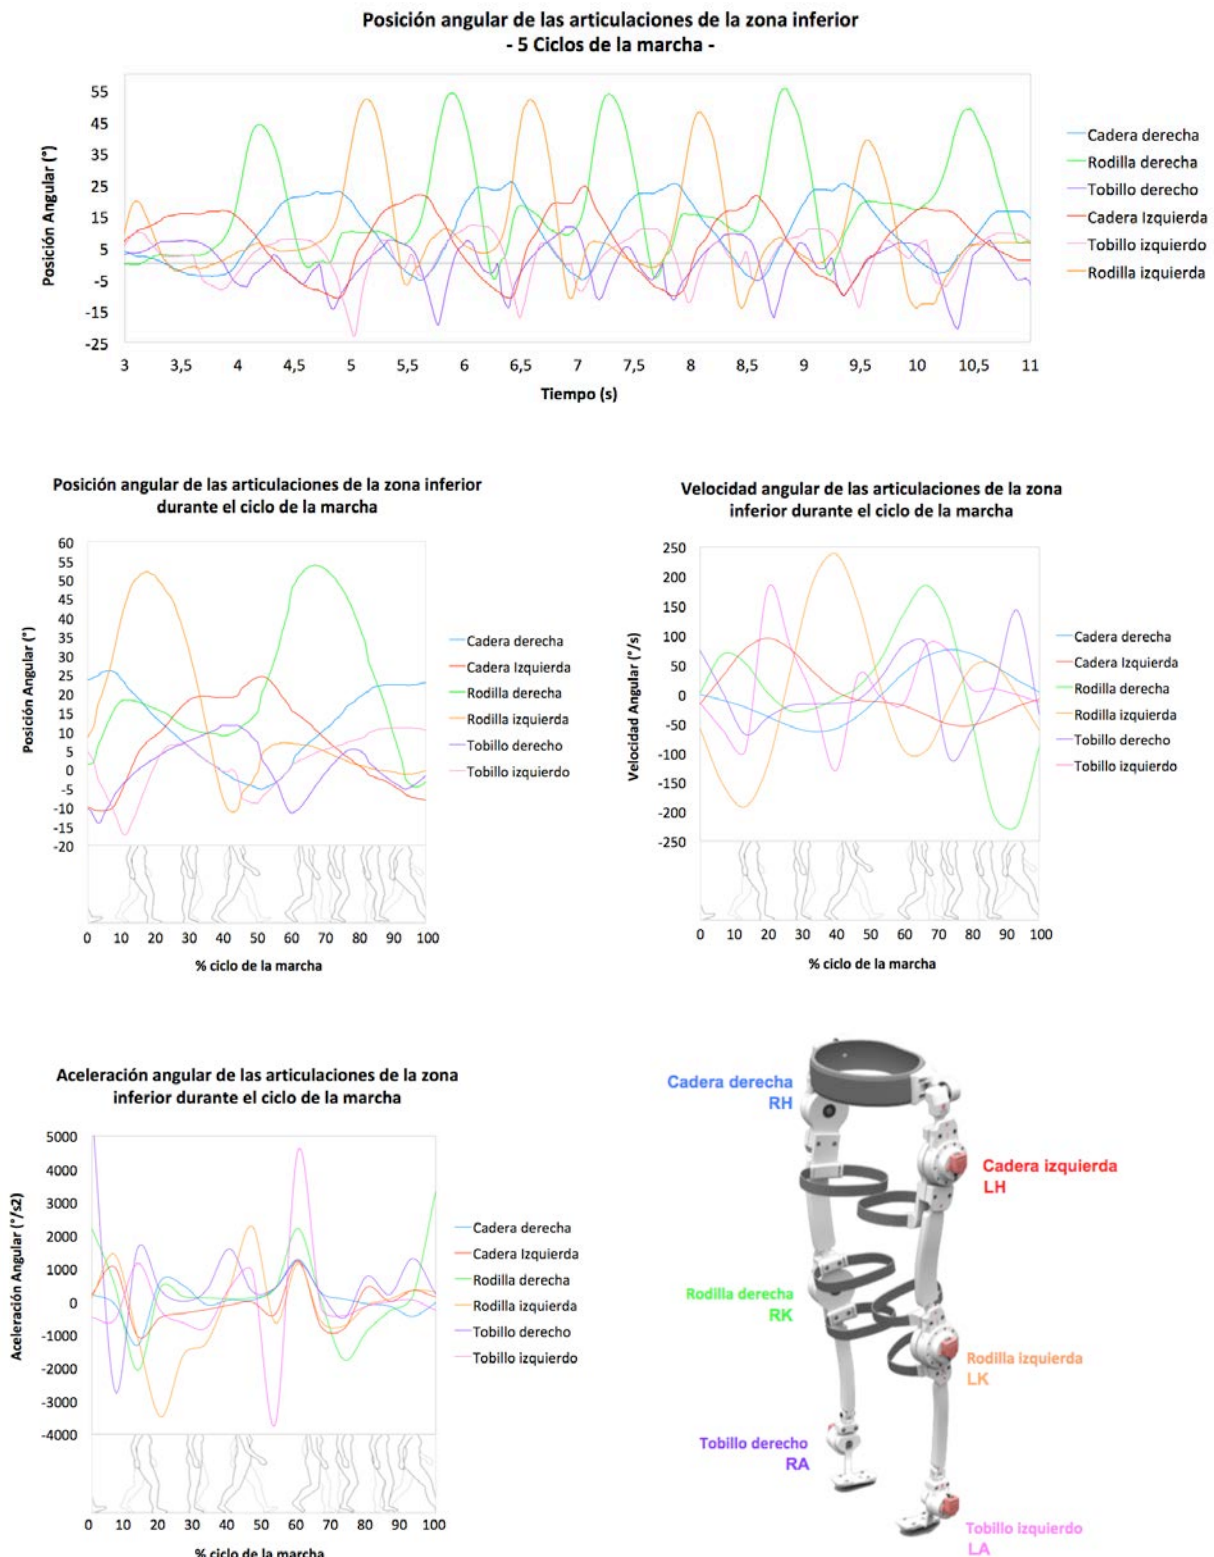 Posición angular de las articulaciones de la zona inferior
- 5 Ciclos de la marcha -
Posición Angular (°)
55
45
35
25
15
5
-5
-15
-25
3 3,5 4 4,5 5 5,5 6 6,5 7 7,5 8 8,5 9 9,5 10 10,5 11
Tiempo (s)
Cadera derecha
Rodilla derecha
Tobillo derecho
Cadera Izquierda
Tobillo izquierdo
Rodilla izquierda
Posición angular de las articulaciones de la zona inferior
durante el ciclo de la marcha
Posición Angular (°)
60
55
50
45
40
35
30
25
20
15
10
5
0
-5
-10
-15
-20
0 10 20 30 40 50 60 70 80 90 100
% ciclo de la marcha
Cadera derecha
Cadera Izquierda
Rodilla derecha
Rodilla izquierda
Tobillo derecho
Tobillo izquierdo
Velocidad angular de las articulaciones de la zona
inferior durante el ciclo de la marcha
Velocidad Angular (°/s)
250
200
150
100
50
0
-50
-100
-150
-200
-250
0 10 20 30 40 50 60 70 80 90 100
% ciclo de la marcha
Cadera derecha
Cadera Izquierda
Rodilla derecha
Rodilla izquierda
Tobillo derecho
Tobillo izquierdo
Aceleración angular de las articulaciones de la zona
inferior durante el ciclo de la marcha
Aceleración Angular (°/s2)
5000
4000
3000
2000
1000
0
-1000
-2000
-3000
-4000
0 10 20 30 40 50 60 70 80 90 100
% ciclo de la marcha
Cadera derecha
Cadera Izquierda
Rodilla derecha
Rodilla izquierda
Tobillo derecho
Tobillo izquierdo
Cadera derecha
RH
Cadera izquierda
LH
Rodilla derecha
RK
Rodilla izquierda
LK
Tobillo derecho
RA
Tobillo izquierdo
LA